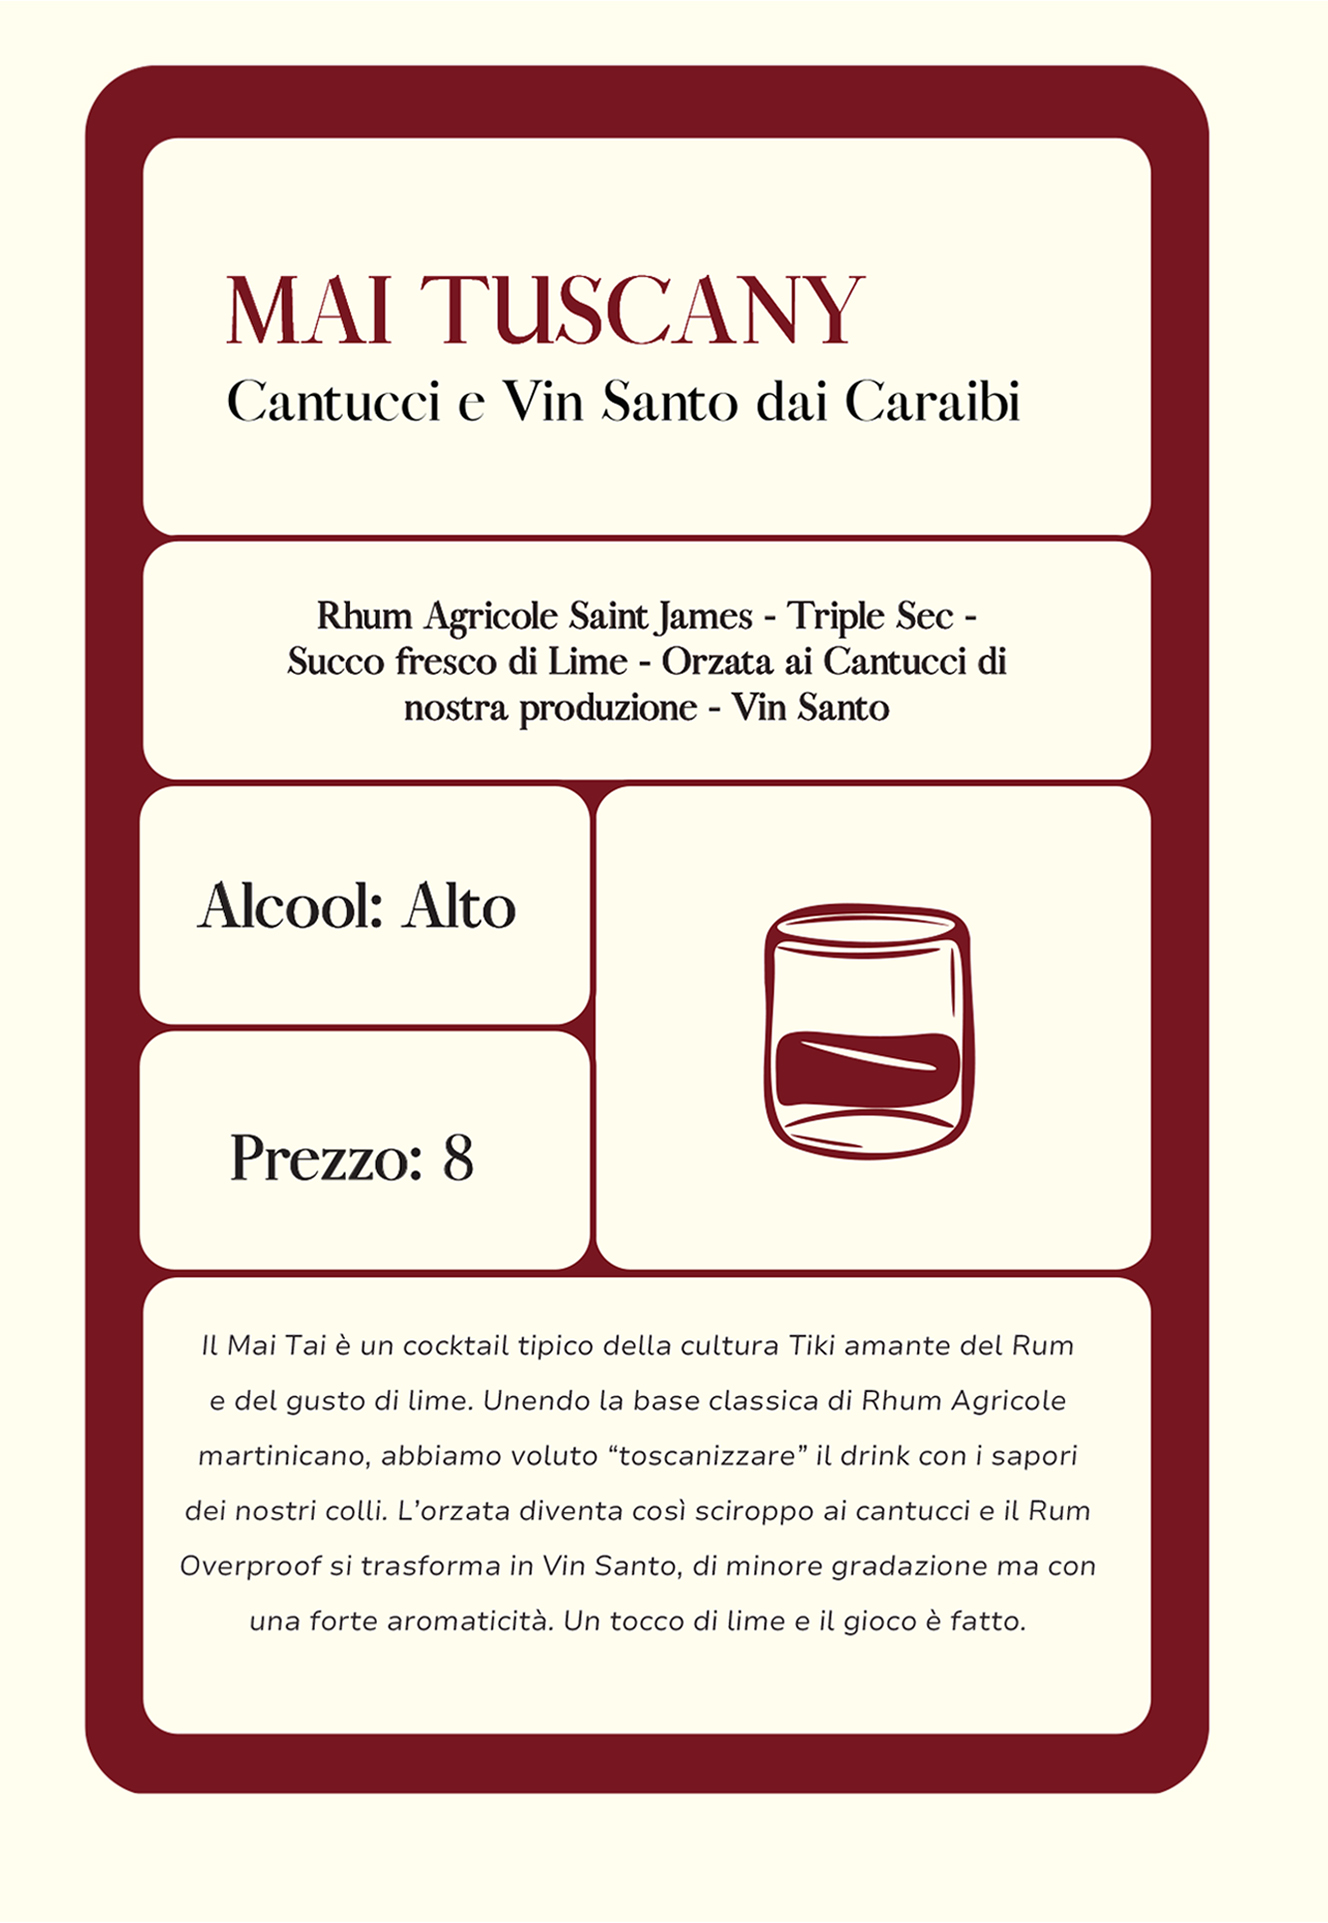 MAI TUSCANY
Cantucci e Vin Santo dai Caraibi
Rhum Agricole Saint James - Triple Sec -
Succo fresco di Lime - Orzata ai Cantucci di
nostra produzione - Vin Santo
Alcool: Alto
Prezzo: 8
Il Mai Tai è un cocktail tipico della cultura Tiki amante del Rum
e del gusto di lime. Unendo la base classica di Rhum Agricole
martinicano, abbiamo voluto “toscanizzare” il drink con i sapori
dei nostri colli. L’orzata diventa così sciroppo ai cantucci e il Rum
Overproof si trasforma in Vin Santo, di minore gradazione ma con
una forte aromaticità. Un tocco di lime e il gioco è fatto.